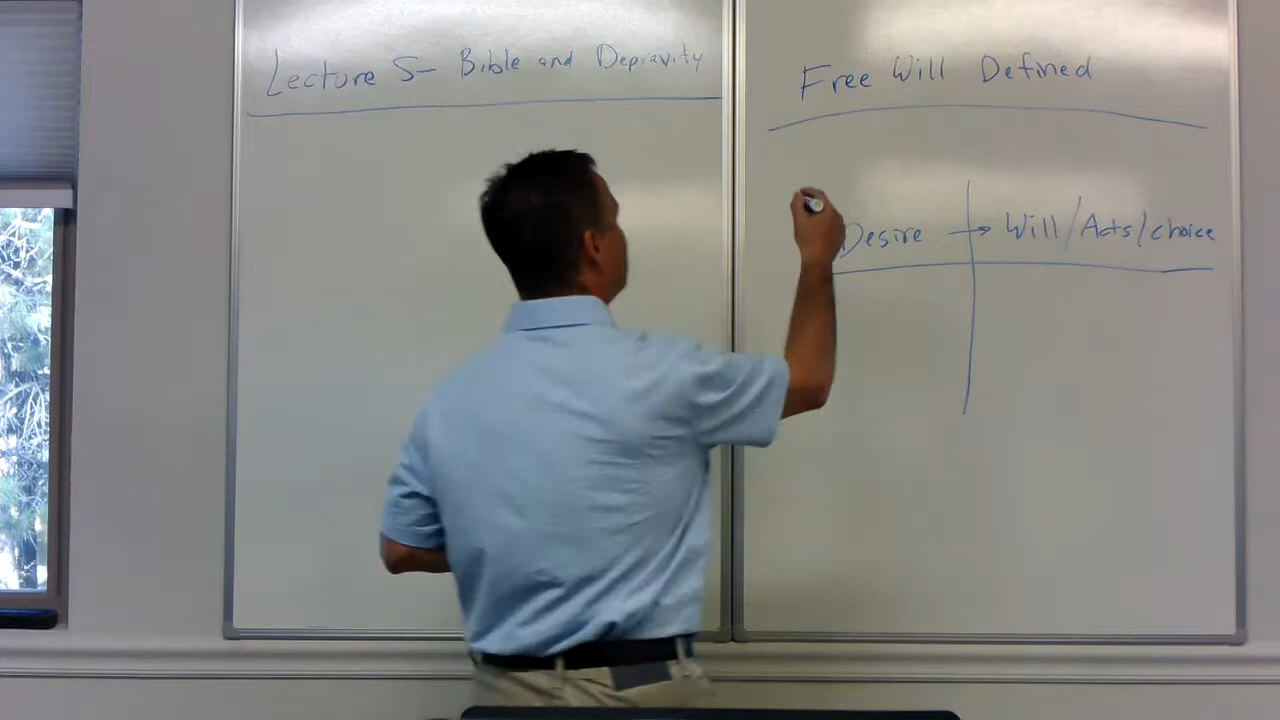 Lecture 5- Bible and Depravity
Free Will Defined
Desire → Will/Acts/choice